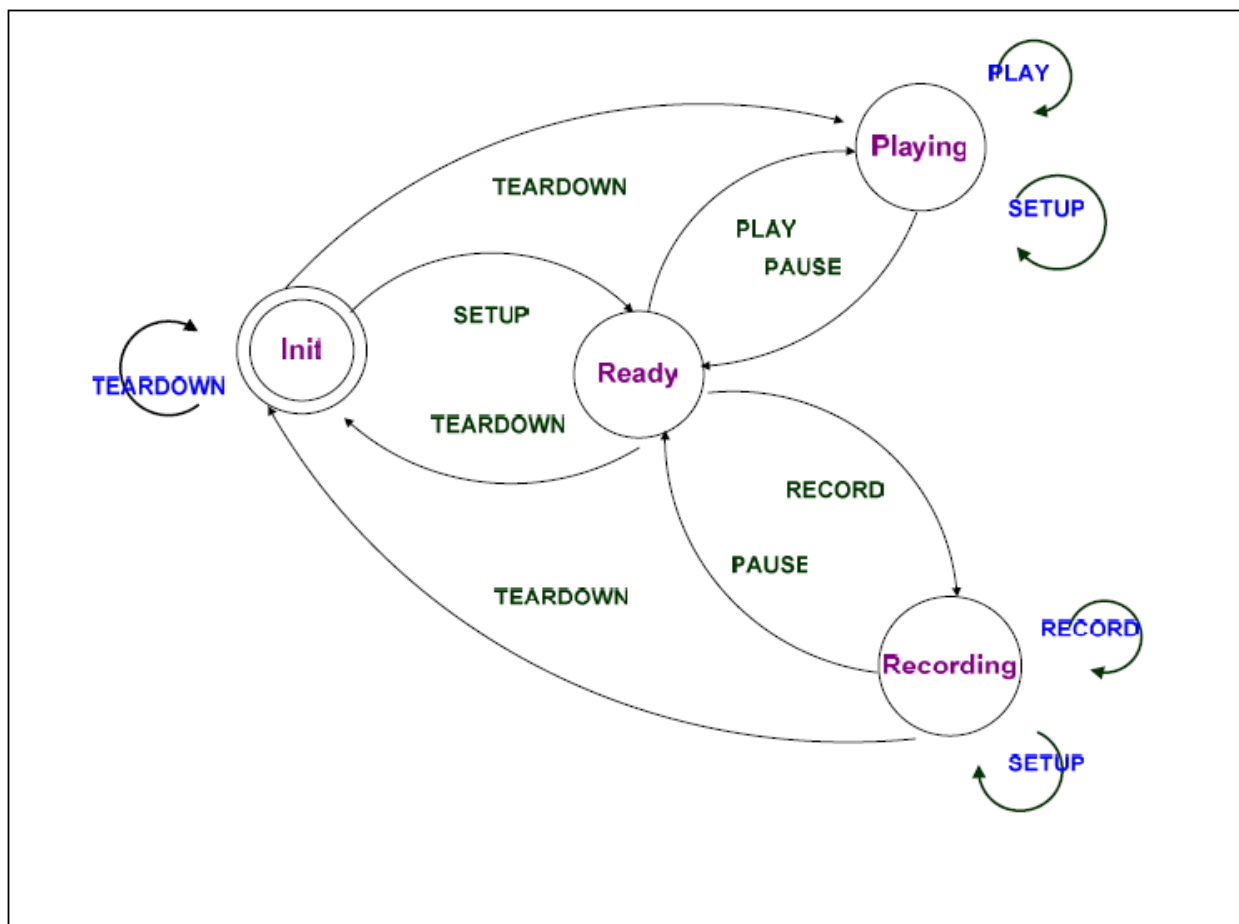 PLAY
Playing
TEARDOWN
SETUP
PLAY
PAUSE
SETUP
Init
Ready
TEARDOWN
TEARDOWN
RECORD
PAUSE
TEARDOWN
RECORD
Recording
SETUP